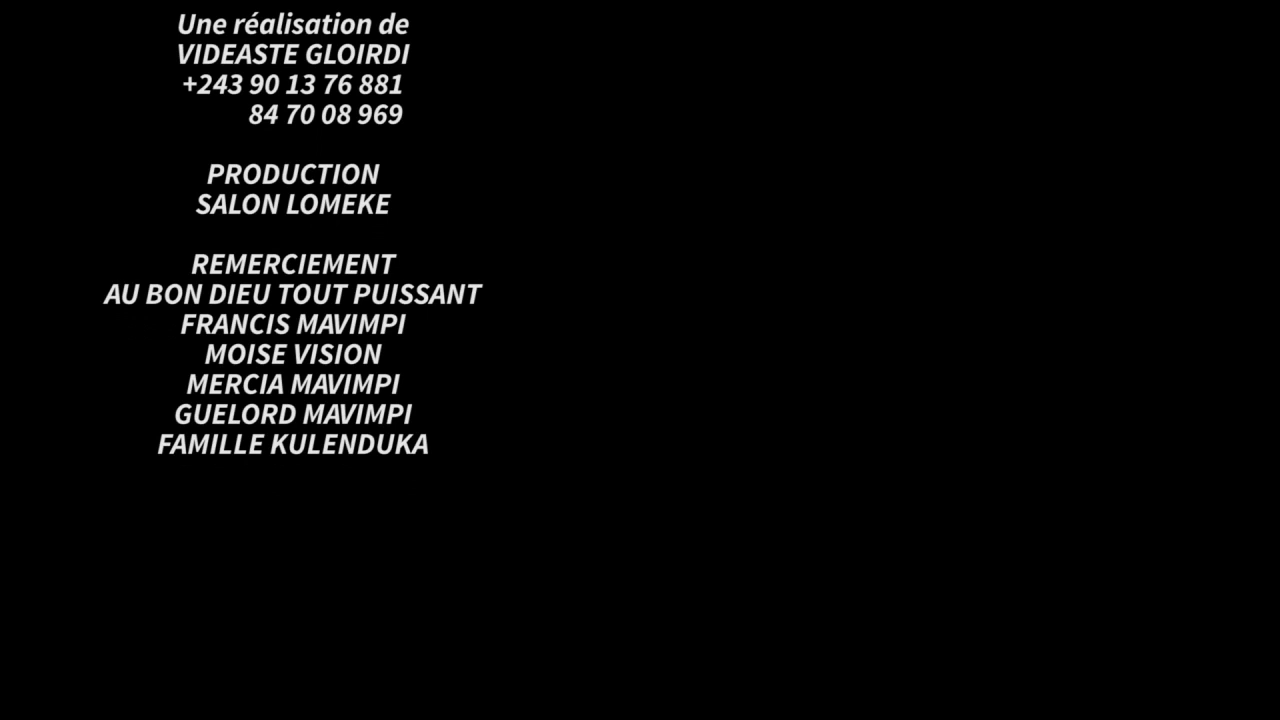 Une réalisation de
VIDEASTE GLOIRDI
+243 90 13 76 881
84 70 08 969
PRODUCTION
SALON LOMEKE
REMERCIEMENT
AU BON DIEU TOUT PUISSANT
FRANCIS MAVIMPI
MOISE VISION
MERCIA MAVIMPI
GUELORD MAVIMPI
FAMILLE KULENDUKA